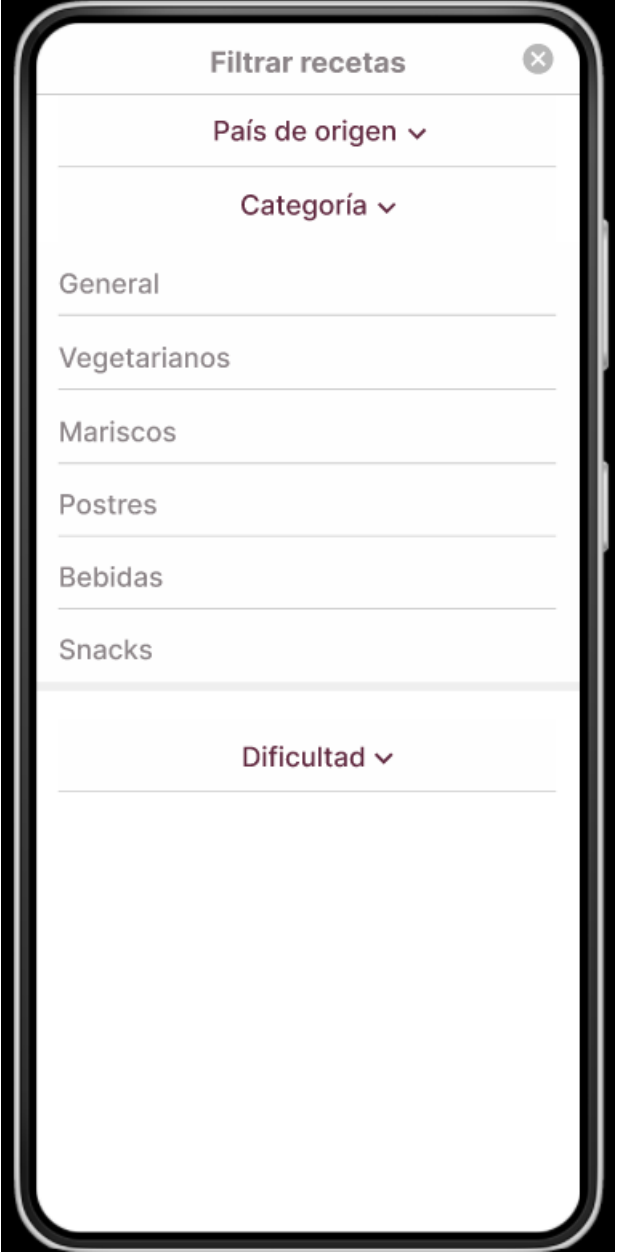 Filtrar recetas
País de origen
Categoría
General
Vegetarianos
Mariscos
Postres
Bebidas
Snacks
Dificultad